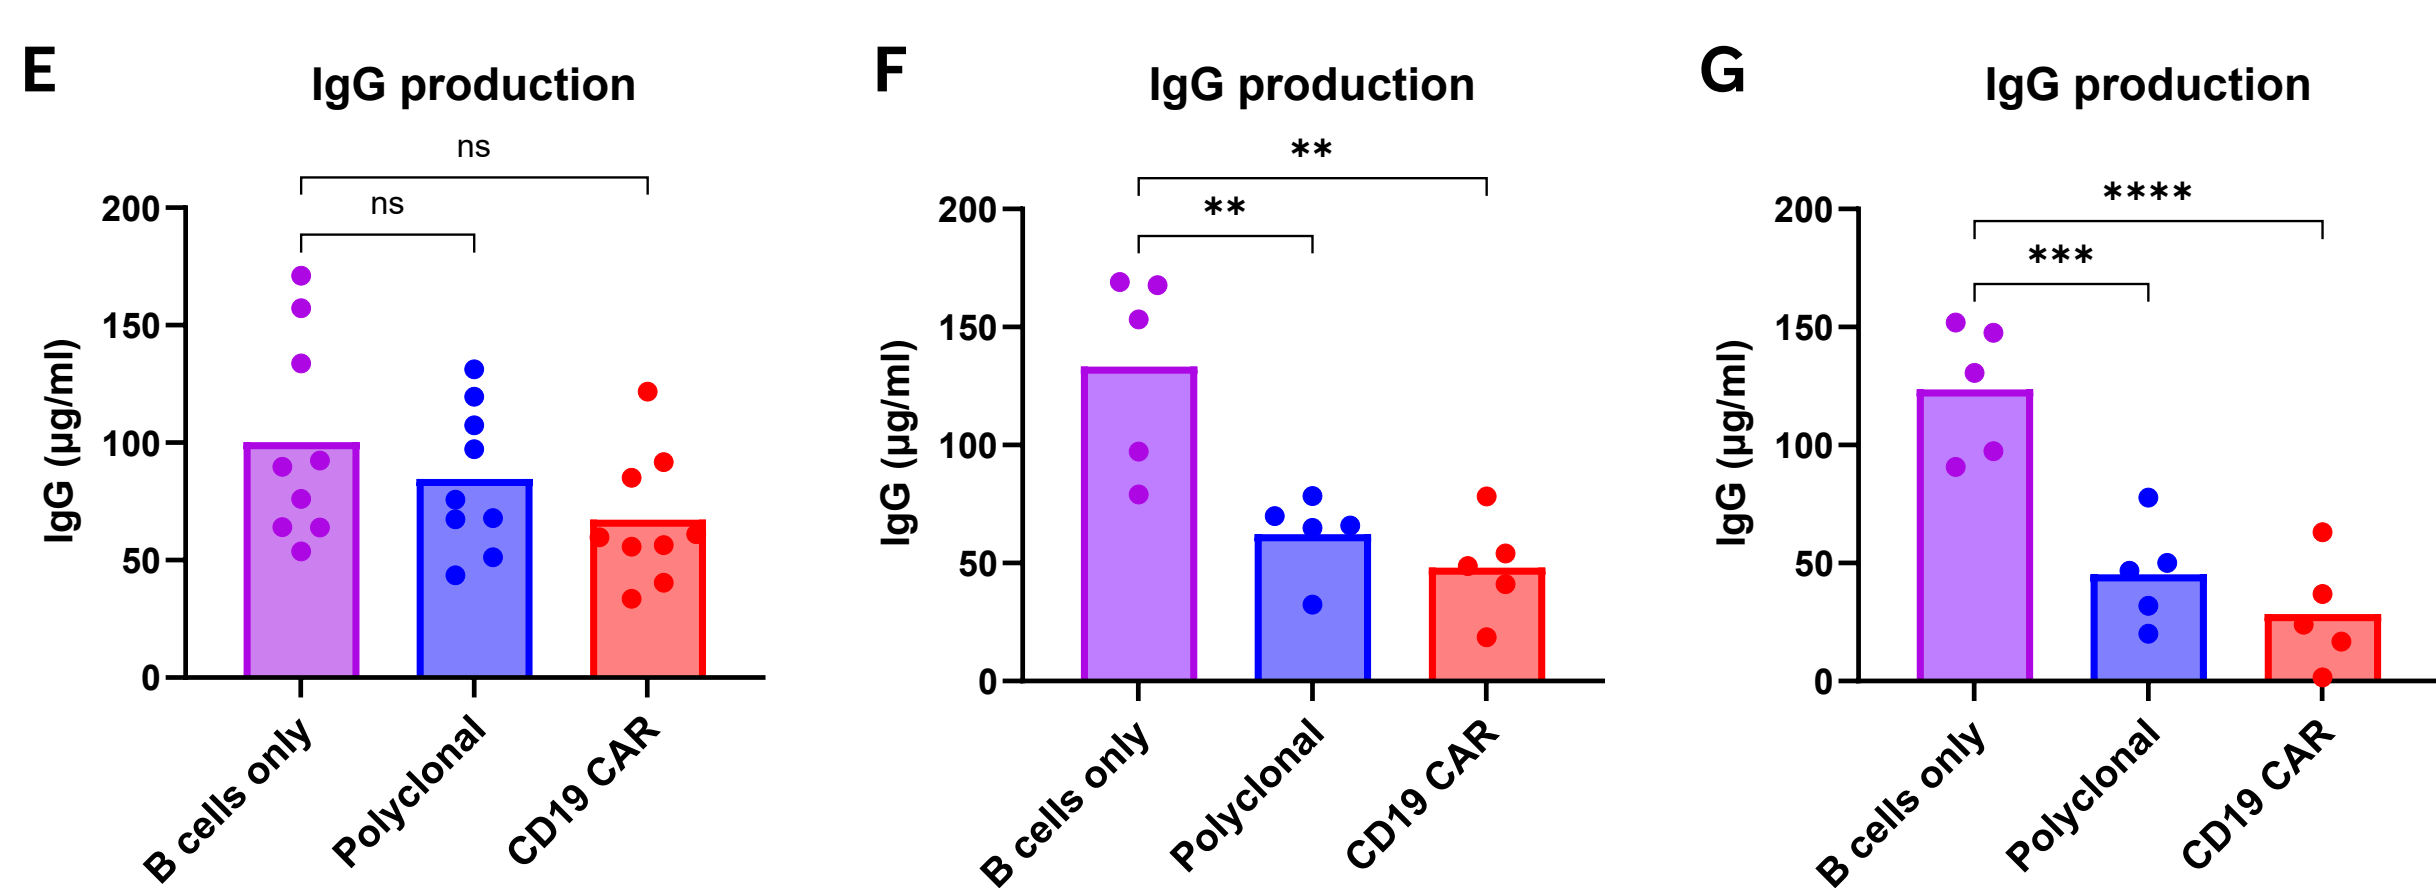 E
IgG production
ns
ns
200
150
100
50
0
IgG (µg/ml)
B cells only
Polyclonal
CD19 CAR
F
IgG production
**
**
200
150
100
50
0
IgG (µg/ml)
B cells only
Polyclonal
CD19 CAR
G
IgG production
****
***
200
150
100
50
0
IgG (µg/ml)
B cells only
Polyclonal
CD19 CAR